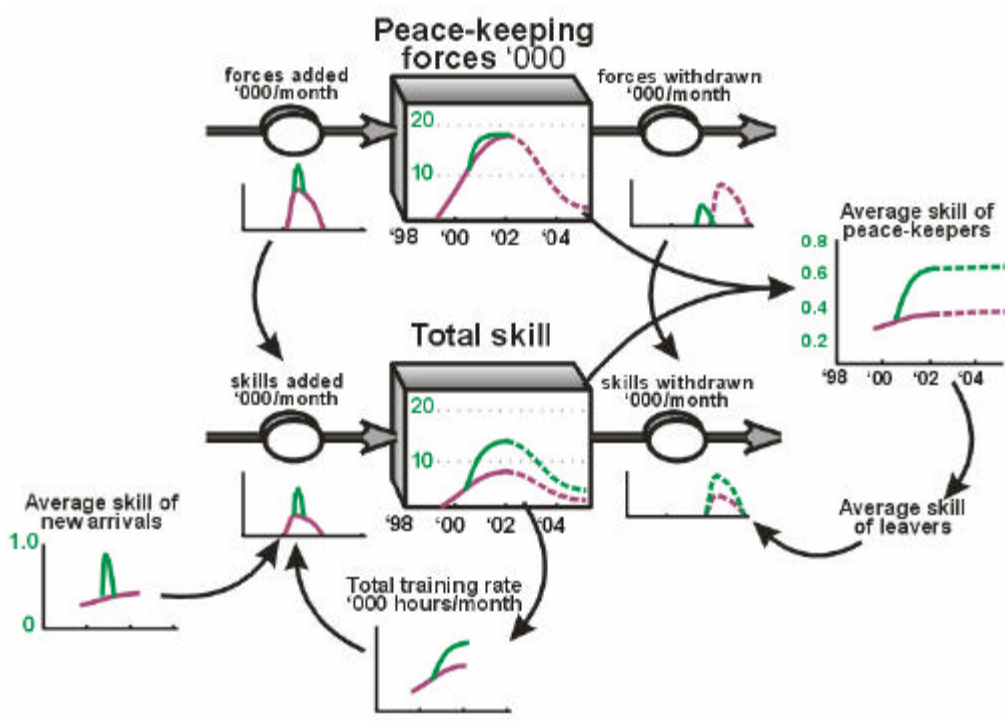 Peace-keeping
forces ‘000
forces added
‘000/month
forces withdrawn
‘000/month
20
10
‘98 ‘00 ‘02 ‘04
Average skill of
peace-keepers
0.8
0.6
0.4
0.2
‘98 ‘00 ‘02 ‘04
Total skill
skills added
‘000/month
skills withdrawn
‘000/month
20
10
‘98 ‘00 ‘02 ‘04
Average skill of
new arrivals
1.0
0
Average skill
of leavers
Total training rate
‘000 hours/month